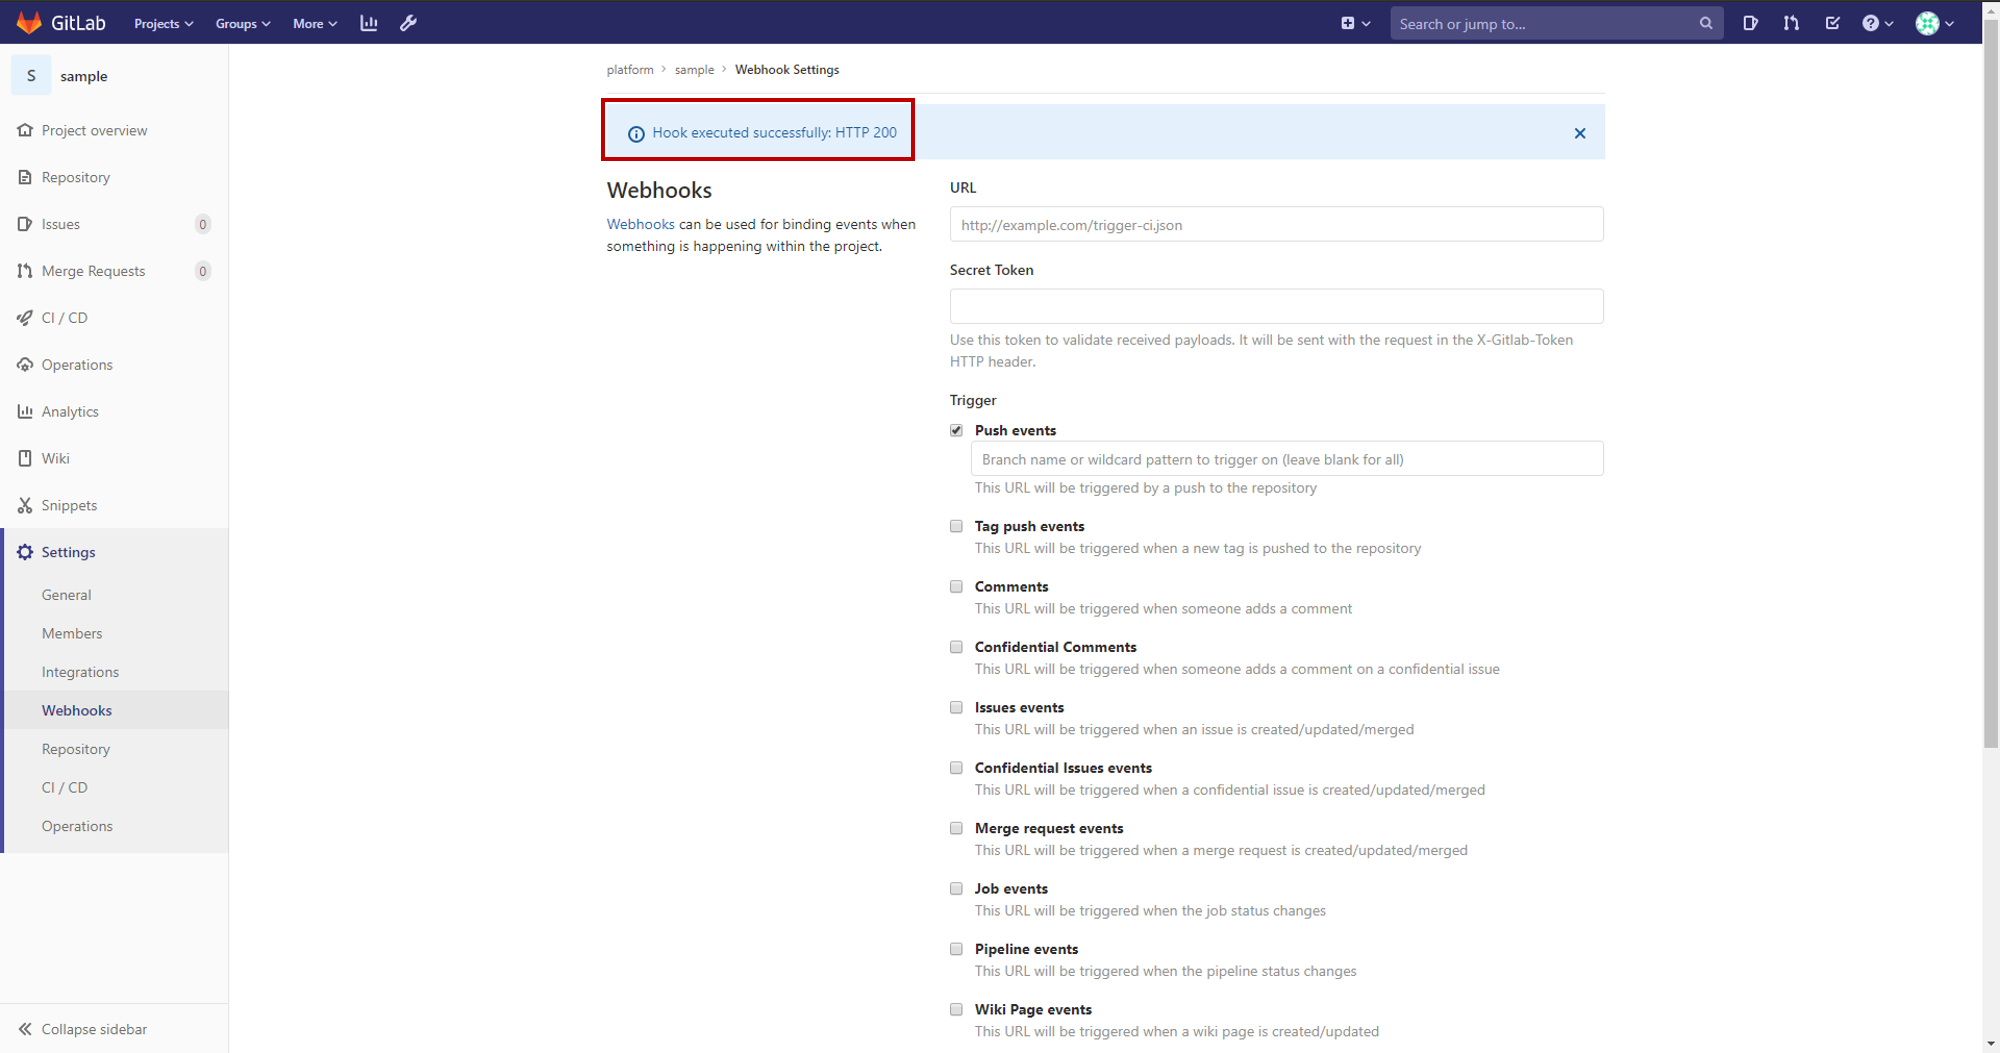 GitLab Projects Groups More Search or jump to...
S sample
Project overview
Repository
Issues 0
Merge Requests 0
CI / CD
Operations
Analytics
Wiki
Snippets
Settings
General
Members
Integrations
Webhooks
Repository
CI / CD
Operations
Collapse sidebar
platform > sample > Webhook Settings
Hook executed successfully: HTTP 200
Webhooks
Webhooks can be used for binding events when
something is happening within the project.
URL
http://example.com/trigger-ci.json
Secret Token
Use this token to validate received payloads. It will be sent with the request in the X-Gitlab-Token
HTTP header.
Trigger
Push events
Branch name or wildcard pattern to trigger on (leave blank for all)
This URL will be triggered by a push to the repository
Tag push events
This URL will be triggered when a new tag is pushed to the repository
Comments
This URL will be triggered when someone adds a comment
Confidential Comments
This URL will be triggered when someone adds a comment on a confidential issue
Issues events
This URL will be triggered when an issue is created/updated/merged
Confidential Issues events
This URL will be triggered when a confidential issue is created/updated/merged
Merge request events
This URL will be triggered when a merge request is created/updated/merged
Job events
This URL will be triggered when the job status changes
Pipeline events
This URL will be triggered when the pipeline status changes
Wiki Page events
This URL will be triggered when a wiki page is created/updated